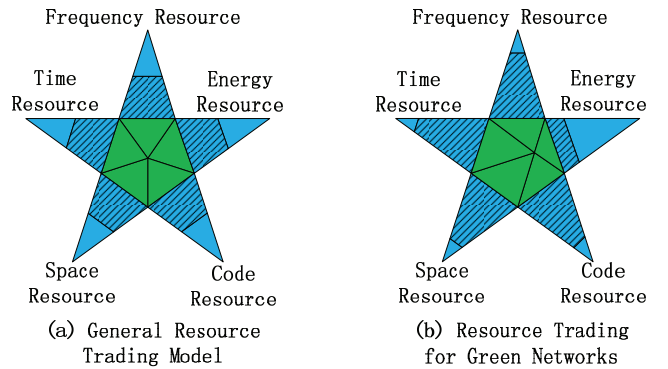 Frequency Resource
Time
Resource
Energy
Resource
Space
Resource
Code
Resource
(a) General Resource
Trading Model
Frequency Resource
Time
Resource
Energy
Resource
Space
Resource
Code
Resource
(b) Resource Trading
for Green Networks